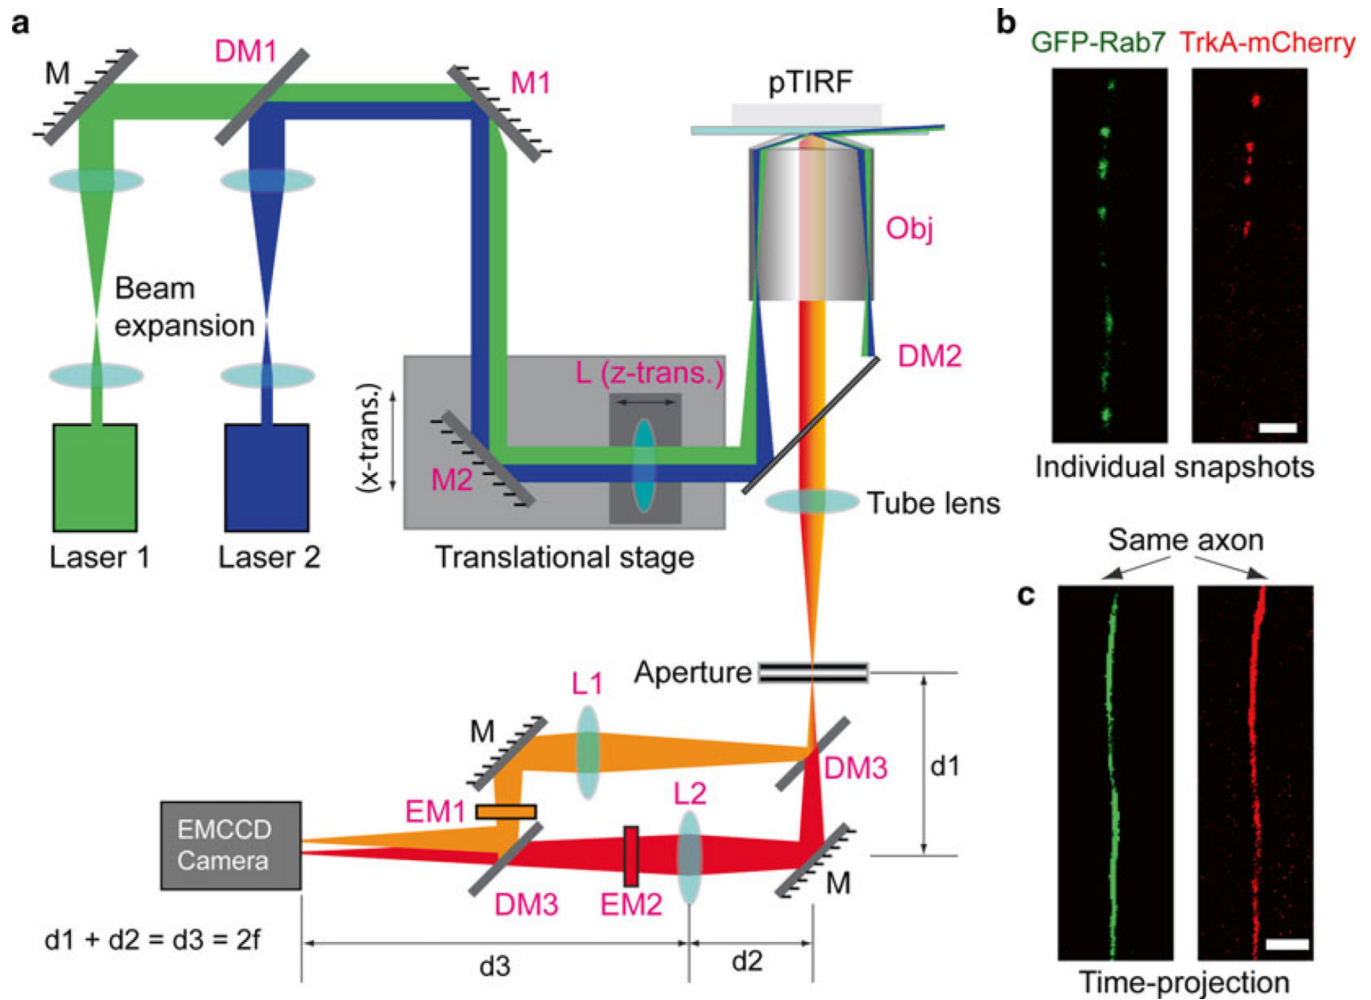 a
M
DM1
M1
pTIRF
Obj
DM2
Beam
expansion
L (z-trans.)
(x-trans.)
M2
Tube lens
Laser 1
Laser 2
Translational stage
Aperture
L1
M
DM3
d1
EM1
L2
EMCCD
Camera
DM3
EM2
M
d1 + d2 = d3 = 2f
d3
d2
b
GFP-Rab7
TrkA-mCherry
Individual snapshots
Same axon
c
Time-projection